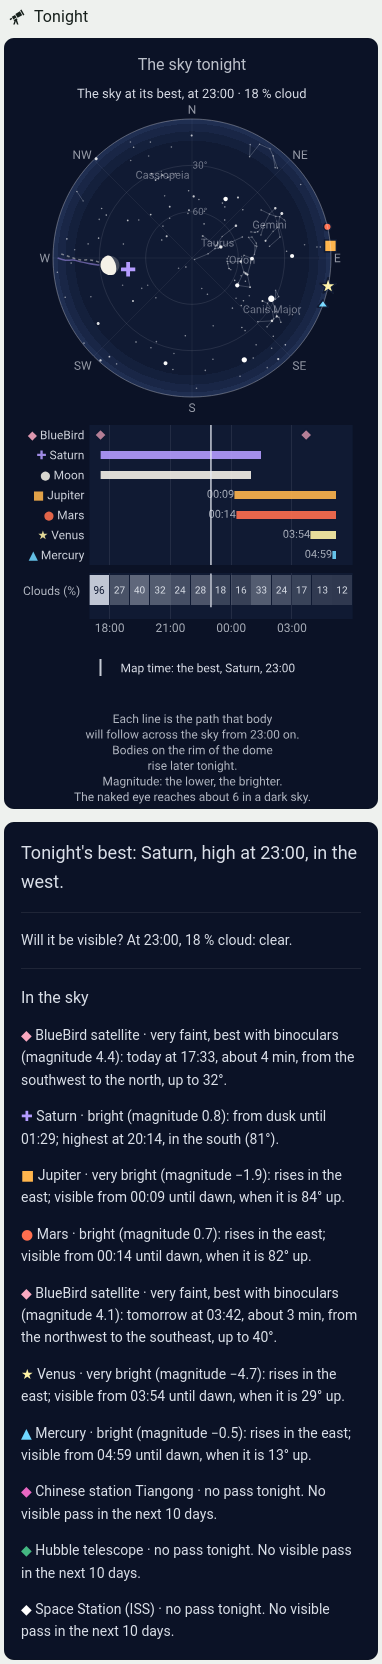 Tonight
The sky tonight
The sky at its best, at 23:00 · 18 % cloud
N
NW
NE
30°
Cassiopeia
60°
Gemini
Taurus
Orion
W
E
Canis Major
SW
SE
S
BlueBird
Saturn
Moon
Jupiter
00:09
Mars
00:14
Venus
03:54
Mercury
04:59
Clouds (%)
96 27 40 32 24 28 18 16 33 24 17 13 12
18:00 21:00 00:00 03:00
Map time: the best, Saturn, 23:00
Each line is the path that body
will follow across the sky from 23:00 on.
Bodies on the rim of the dome
rise later tonight.
Magnitude: the lower, the brighter.
The naked eye reaches about 6 in a dark sky.
Tonight's best: Saturn, high at 23:00, in the
west.
Will it be visible? At 23:00, 18 % cloud: clear.
In the sky
BlueBird satellite · very faint, best with binoculars
(magnitude 4.4): today at 17:33, about 4 min, from the
southwest to the north, up to 32°.
Saturn · bright (magnitude 0.8): from dusk until
01:29; highest at 20:14, in the south (81°).
Jupiter · very bright (magnitude −1.9): rises in the
east; visible from 00:09 until dawn, when it is 84° up.
Mars · bright (magnitude 0.7): rises in the east;
visible from 00:14 until dawn, when it is 82° up.
BlueBird satellite · very faint, best with binoculars
(magnitude 4.1): tomorrow at 03:42, about 3 min, from
the northwest to the southeast, up to 40°.
Venus · very bright (magnitude −4.7): rises in the
east; visible from 03:54 until dawn, when it is 29° up.
Mercury · bright (magnitude −0.5): rises in the east;
visible from 04:59 until dawn, when it is 13° up.
Chinese station Tiangong · no pass tonight. No
visible pass in the next 10 days.
Hubble telescope · no pass tonight. No visible pass
in the next 10 days.
Space Station (ISS) · no pass tonight. No visible
pass in the next 10 days.